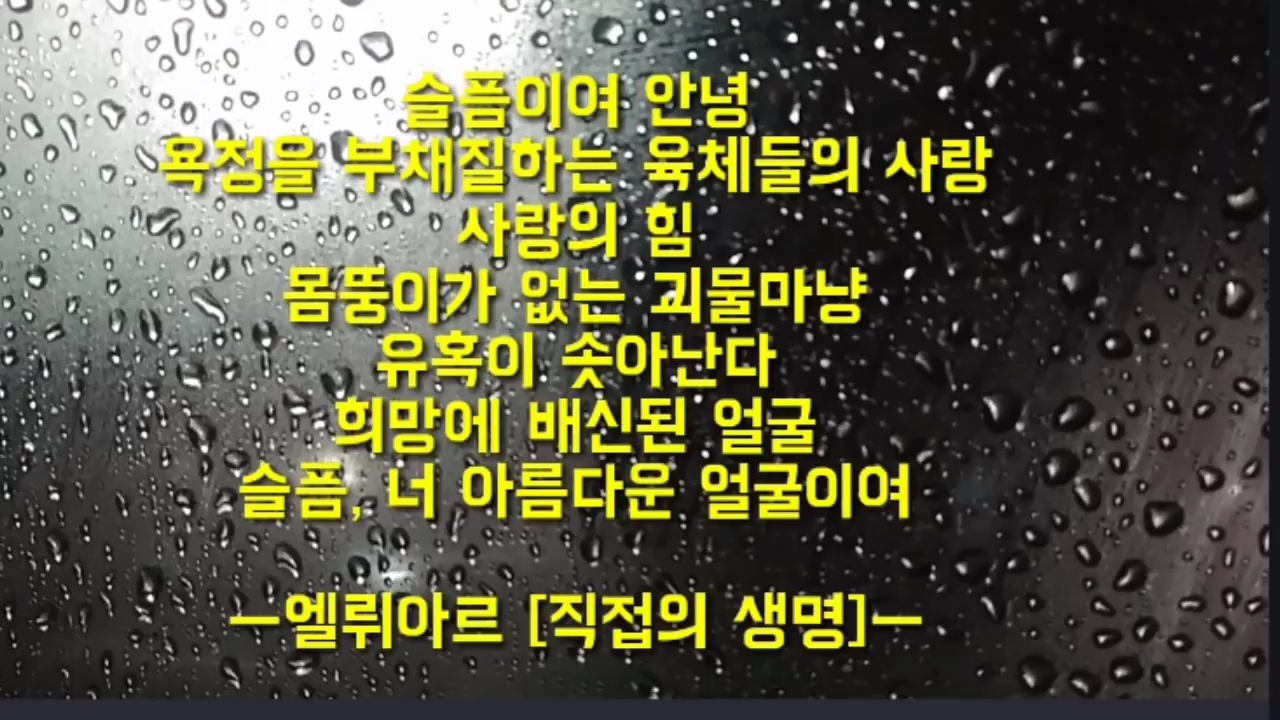 슬픔이여 안녕
욕정을 부채질하는 육체들의 사랑
사랑의 힘
몸뚱이가 없는 괴물마냥
유혹이 솟아난다
희망에 배신된 얼굴
슬픔, 너 아름다운 얼굴이여
ㅡ엘뤼아르 [직접의 생명]ㅡ